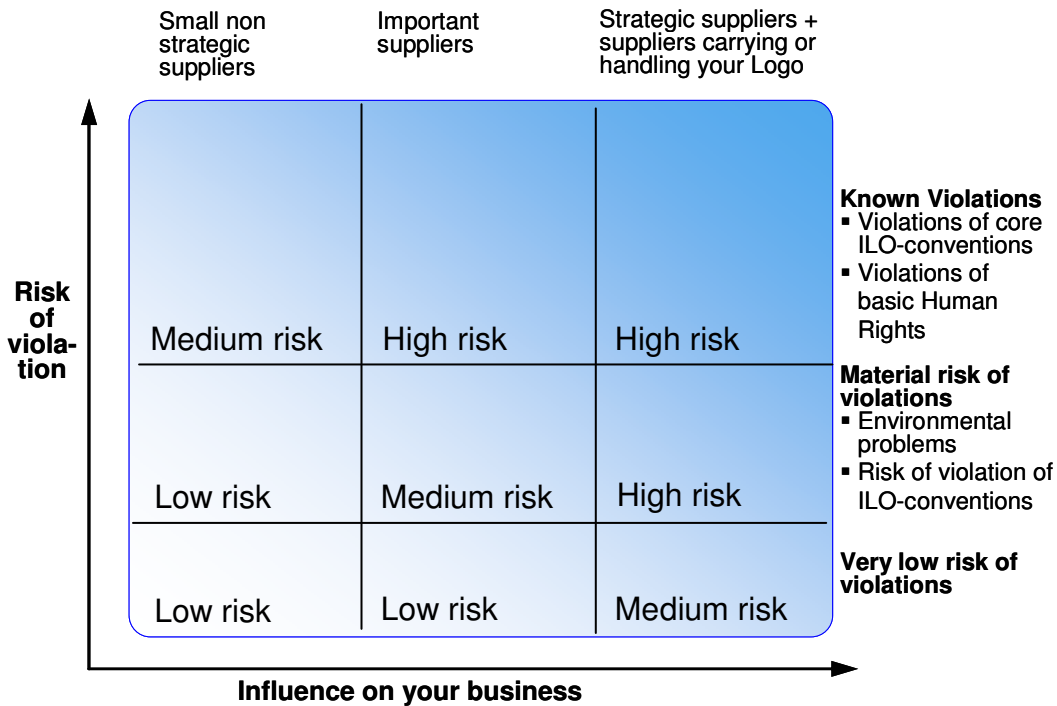 Small non
strategic
suppliers
Important
suppliers
Strategic suppliers +
suppliers carrying or
handling your Logo
Risk
of
viola-
tion
Medium risk
High risk
High risk
Known Violations
▪ Violations of core
ILO-conventions
▪ Violations of
basic Human
Rights
Low risk
Medium risk
High risk
Material risk of
violations
▪ Environmental
problems
▪ Risk of violation of
ILO-conventions
Low risk
Low risk
Medium risk
Very low risk of
violations
Influence on your business